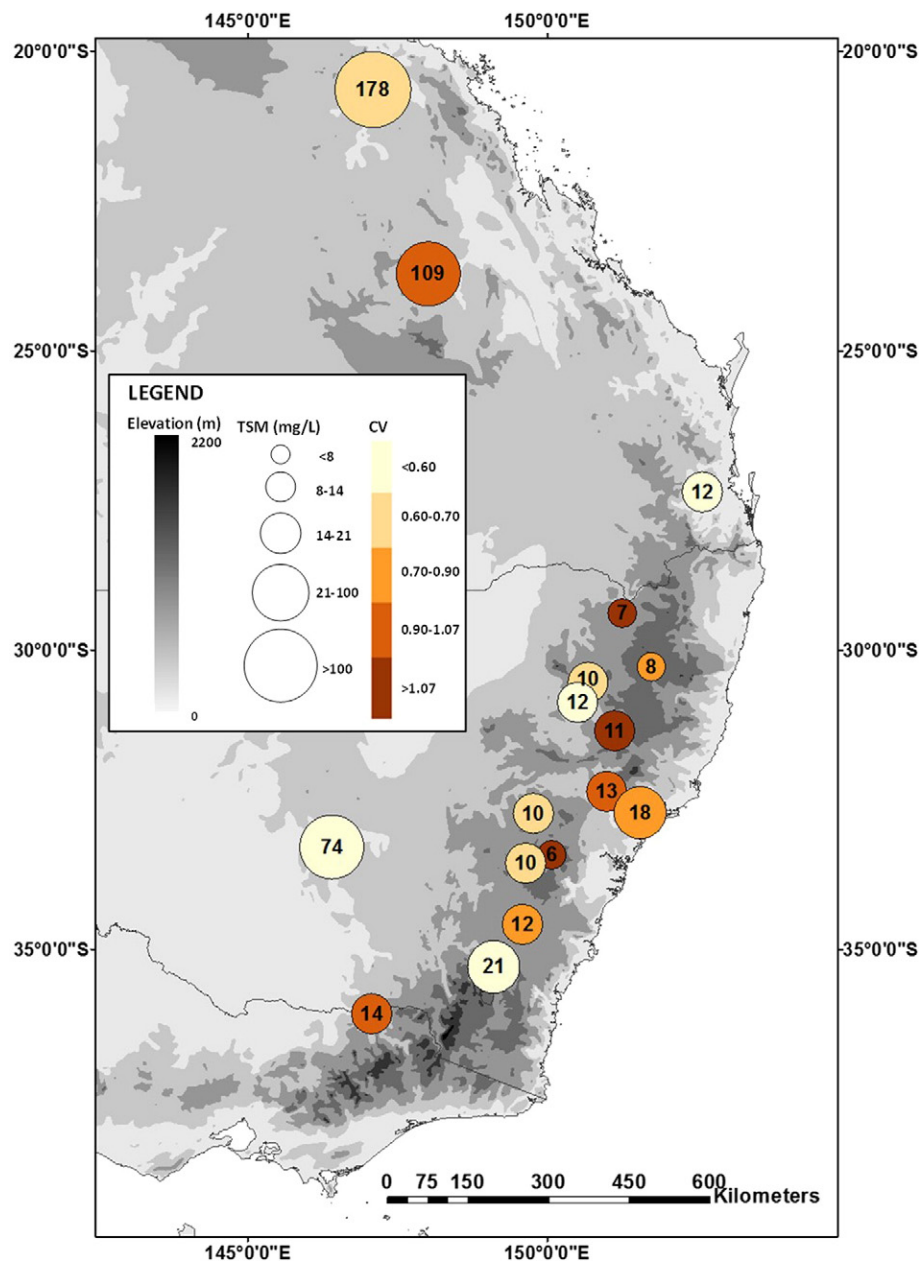 145°0'0"E 150°0'0"E
20°0'0"S 20°0'0"S
178
109
25°0'0"S 25°0'0"S
LEGEND
Elevation (m) TSM (mg/L) CV
2200
<8 <0.60
8-14
0.60-0.70
14-21
0.70-0.90
21-100
0.90-1.07
>100 >1.07
0
12
7
30°0'0"S 30°0'0"S
8
10
12
11
13
10 18
74
6
10
12
35°0'0"S 35°0'0"S
21
14
0 75 150 300 450 600
Kilometers
145°0'0"E 150°0'0"E